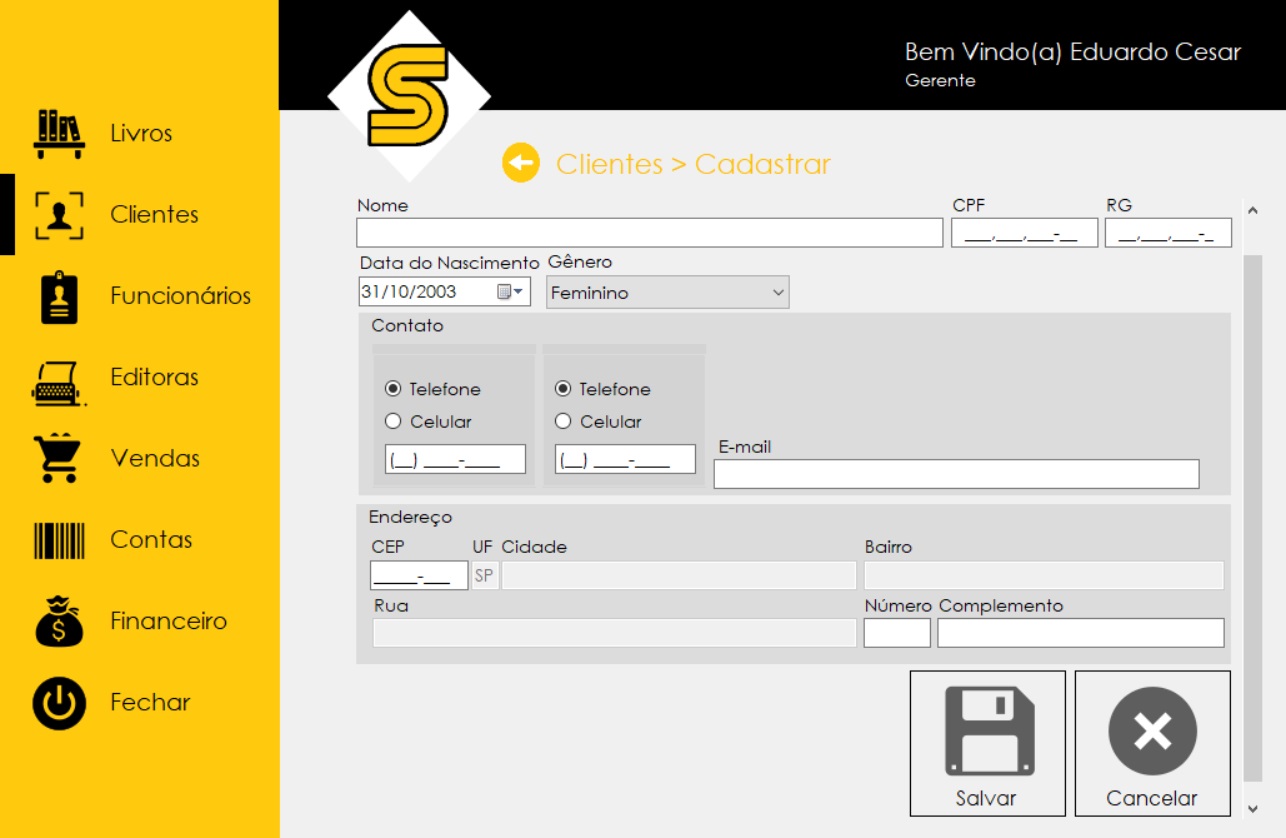 Bem Vindo(a) Eduardo Cesar
Gerente
S
Livros
Clientes
Funcionários
Editoras
Vendas
Contas
$
Financeiro
Fechar
Clientes > Cadastrar
Nome CPF RG
___,___,___-__ __,___,___-_
Data do Nascimento Gênero
31/10/2003 Feminino
Contato
Telefone Telefone
Celular Celular
(__) ____-____ (__) ____-____
E-mail
Endereço
CEP UF Cidade Bairro
_____-___ SP
Rua Número Complemento
Salvar Cancelar